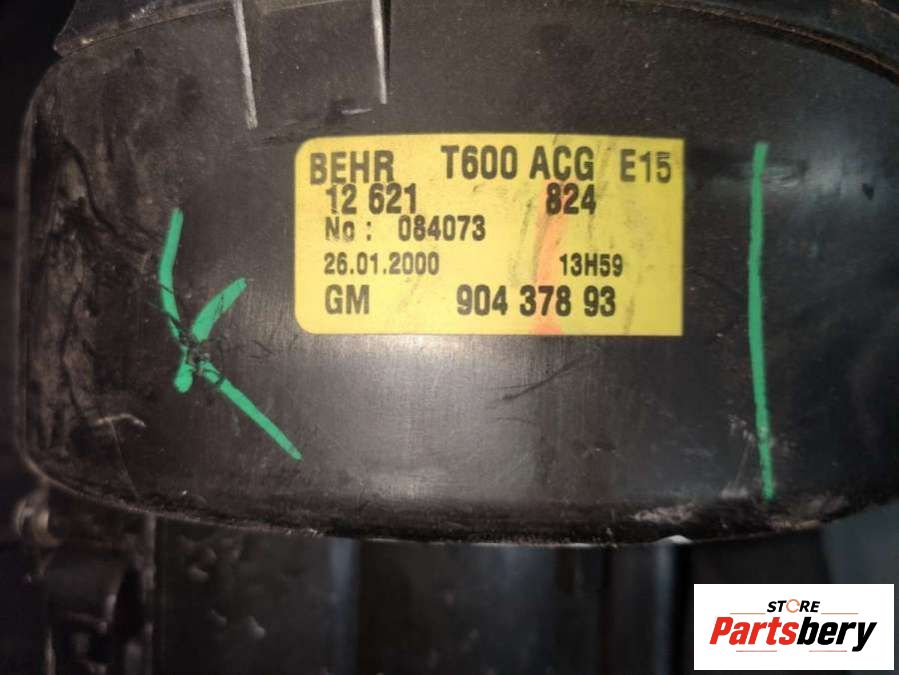 BEHR T600 ACG E15
12 621 824
No : 084073
26.01.2000 13H59
GM 904 378 93
STORE
Partsbery